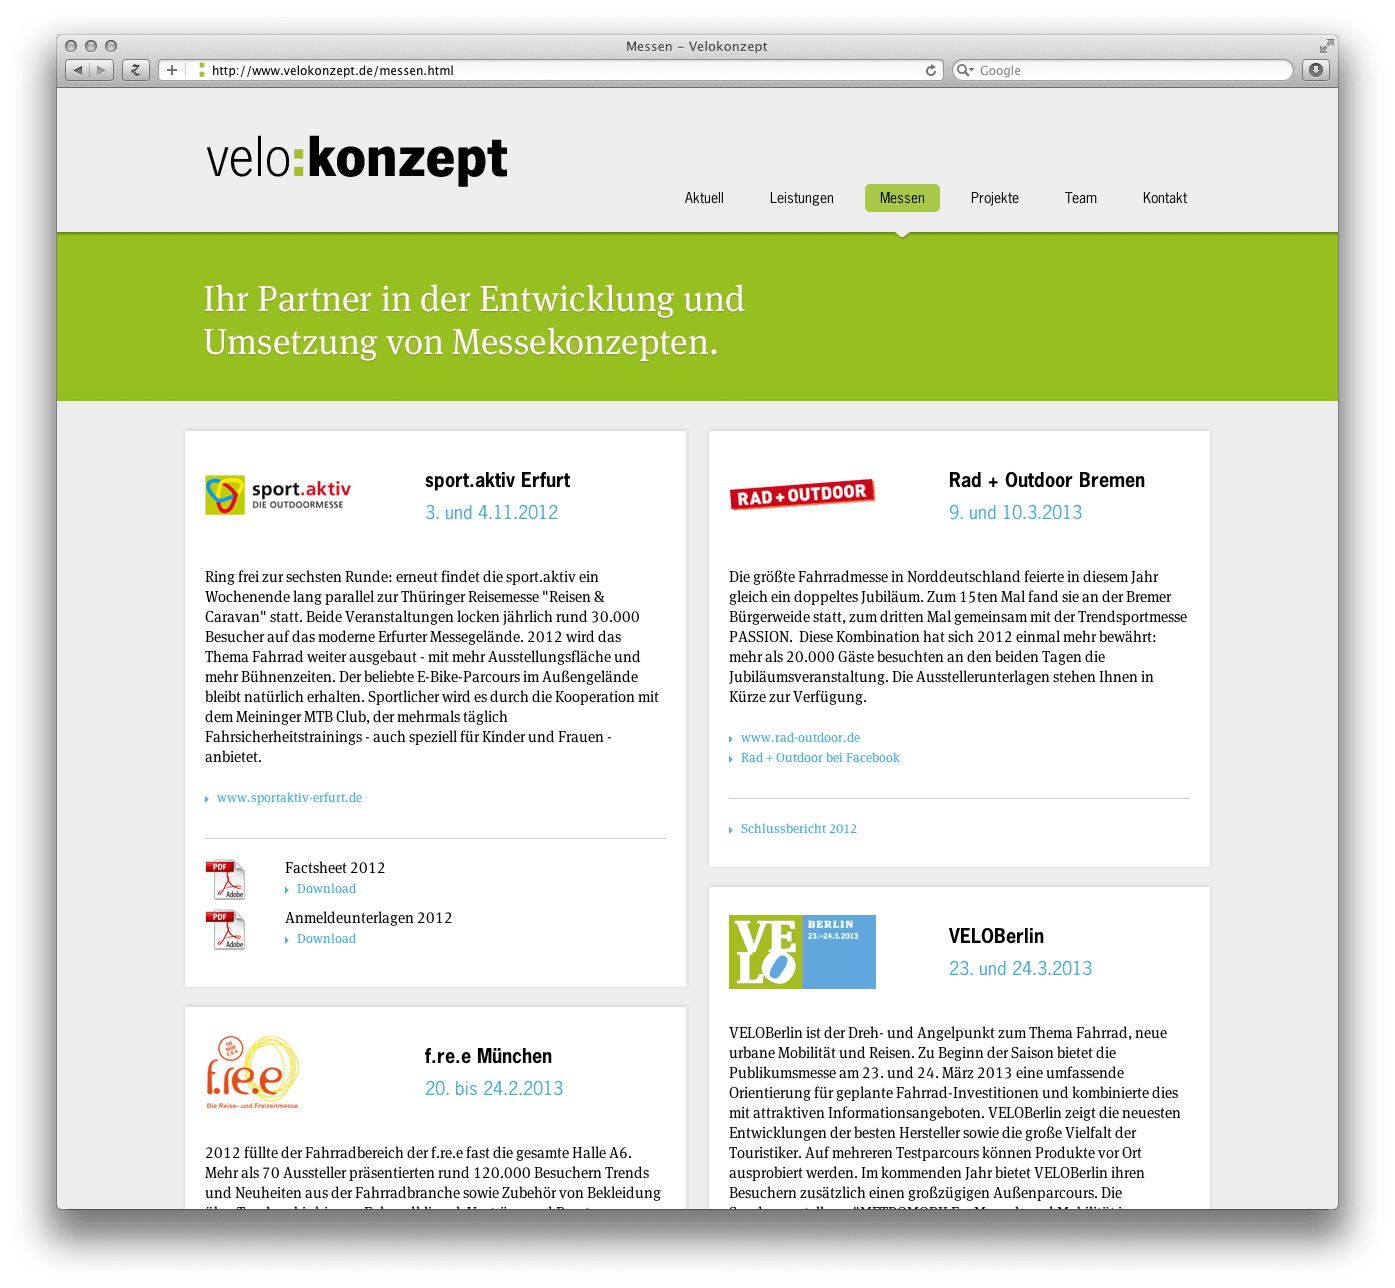 Messen – Velokonzept
http://www.velokonzept.de/messen.html
Google
velo:konzept
Aktuell
Leistungen
Messen
Projekte
Team
Kontakt
Ihr Partner in der Entwicklung und
Umsetzung von Messekonzepten.
sport.aktiv
DIE OUTDOORMESSE
sport.aktiv Erfurt
3. und 4.11.2012
Ring frei zur sechsten Runde: erneut findet die sport.aktiv ein
Wochenende lang parallel zur Thüringer Reisemesse "Reisen &
Caravan" statt. Beide Veranstaltungen locken jährlich rund 30.000
Besucher auf das moderne Erfurter Messegelände. 2012 wird das
Thema Fahrrad weiter ausgebaut - mit mehr Ausstellungsfläche und
mehr Bühnenzeiten. Der beliebte E-Bike-Parcours im Außengelände
bleibt natürlich erhalten. Sportlicher wird es durch die Kooperation mit
dem Meininger MTB Club, der mehrmals täglich
Fahrsicherheitstrainings - auch speziell für Kinder und Frauen -
anbietet.
www.sportaktiv-erfurt.de
PDF
Adobe
Factsheet 2012
Download
PDF
Adobe
Anmeldeunterlagen 2012
Download
f.re.e
Die Reise- und Freizeitmesse
f.re.e München
20. bis 24.2.2013
2012 füllte der Fahrradbereich der f.re.e fast die gesamte Halle A6.
Mehr als 70 Aussteller präsentierten rund 120.000 Besuchern Trends
und Neuheiten aus der Fahrradbranche sowie Zubehör von Bekleidung
RAD + OUTDOOR
Rad + Outdoor Bremen
9. und 10.3.2013
Die größte Fahrradmesse in Norddeutschland feierte in diesem Jahr
gleich ein doppeltes Jubiläum. Zum 15ten Mal fand sie an der Bremer
Bürgerweide statt, zum dritten Mal gemeinsam mit der Trendsportmesse
PASSION. Diese Kombination hat sich 2012 einmal mehr bewährt:
mehr als 20.000 Gäste besuchten an den beiden Tagen die
Jubiläumsveranstaltung. Die Ausstellerunterlagen stehen Ihnen in
Kürze zur Verfügung.
www.rad-outdoor.de
Rad + Outdoor bei Facebook
Schlussbericht 2012
VE
LO
BERLIN
23.–24.3.2013
VELOBerlin
23. und 24.3.2013
VELOBerlin ist der Dreh- und Angelpunkt zum Thema Fahrrad, neue
urbane Mobilität und Reisen. Zu Beginn der Saison bietet die
Publikumsmesse am 23. und 24. März 2013 eine umfassende
Orientierung für geplante Fahrrad-Investitionen und kombinierte dies
mit attraktiven Informationsangeboten. VELOBerlin zeigt die neuesten
Entwicklungen der besten Hersteller sowie die große Vielfalt der
Touristiker. Auf mehreren Testparcours können Produkte vor Ort
ausprobiert werden. Im kommenden Jahr bietet VELOBerlin ihren
Besuchern zusätzlich einen großzügigen Außenparcours. Die